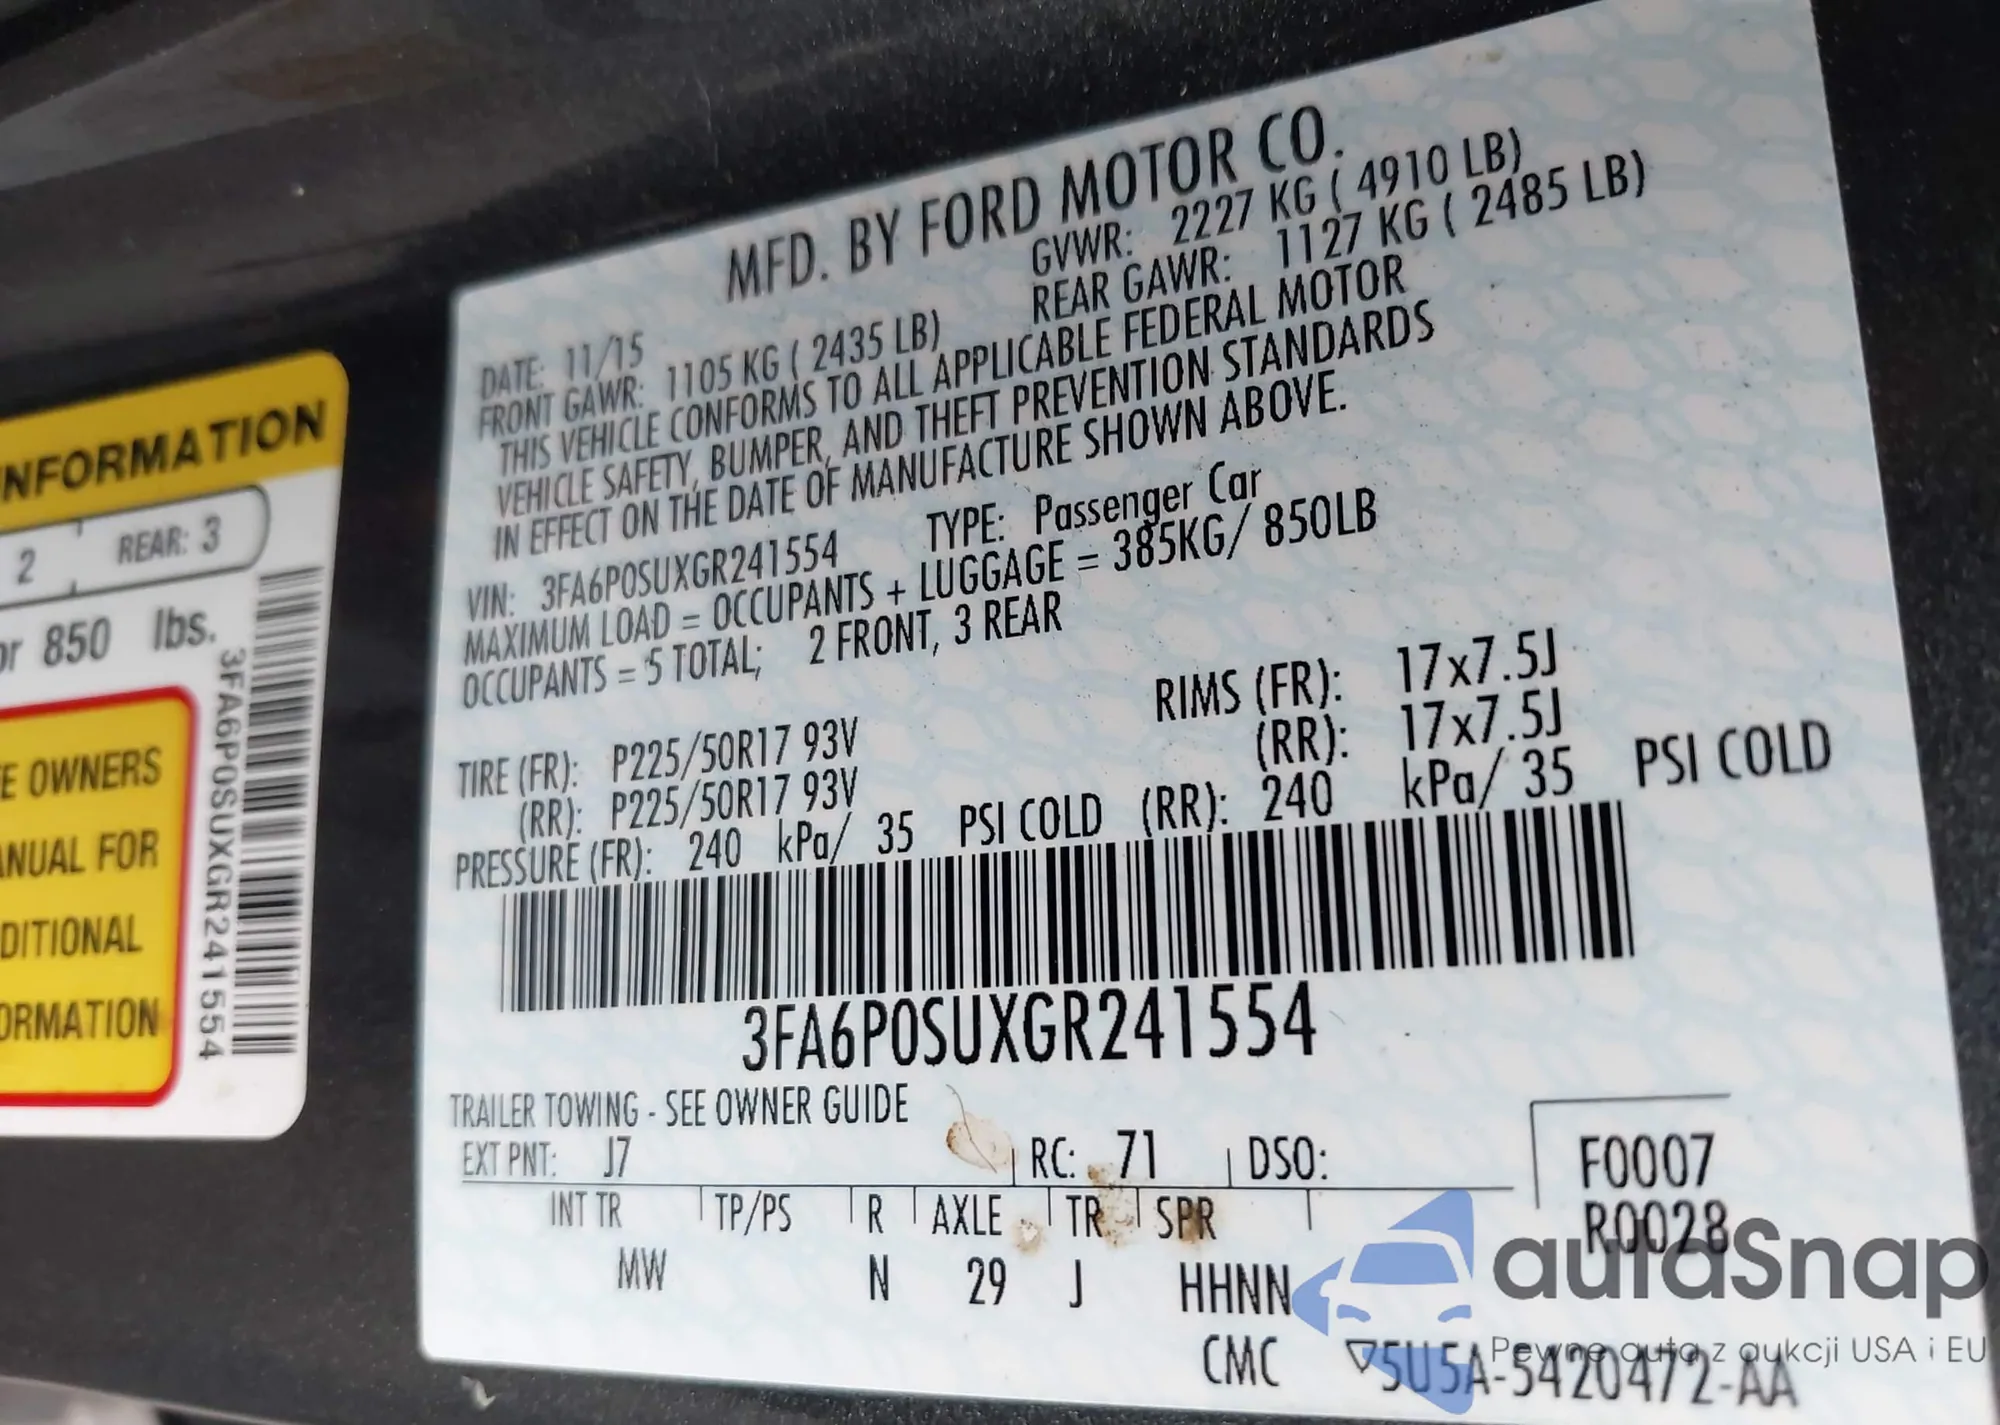 NFORMATION
2 REAR: 3
or 850 lbs.
E OWNERS
ANUAL FOR
DITIONAL
ORMATION
3FA6P0SUXGR241554
MFD. BY FORD MOTOR CO.
DATE: 11/15 GVWR: 2227 KG ( 4910 LB)
FRONT GAWR: 1105 KG ( 2435 LB) REAR GAWR: 1127 KG ( 2485 LB)
THIS VEHICLE CONFORMS TO ALL APPLICABLE FEDERAL MOTOR
VEHICLE SAFETY, BUMPER, AND THEFT PREVENTION STANDARDS
IN EFFECT ON THE DATE OF MANUFACTURE SHOWN ABOVE.
VIN: 3FA6P0SUXGR241554 TYPE: Passenger Car
MAXIMUM LOAD = OCCUPANTS + LUGGAGE = 385KG/ 850LB
OCCUPANTS = 5 TOTAL; 2 FRONT, 3 REAR
TIRE (FR): P225/50R17 93V RIMS (FR): 17x7.5J
(RR): P225/50R17 93V (RR): 17x7.5J
PRESSURE (FR): 240 kPa/ 35 PSI COLD (RR): 240 kPa/ 35 PSI COLD
3FA6P0SUXGR241554
TRAILER TOWING - SEE OWNER GUIDE
EXT PNT: J7 RC: 71 DSO: F0007
INT TR TP/PS R AXLE TR SPR R0028
MW N 29 J HHNN
CMC ▽5U5A-5420472-AA
autoSnap
Pewne auta z aukcji USA i EU